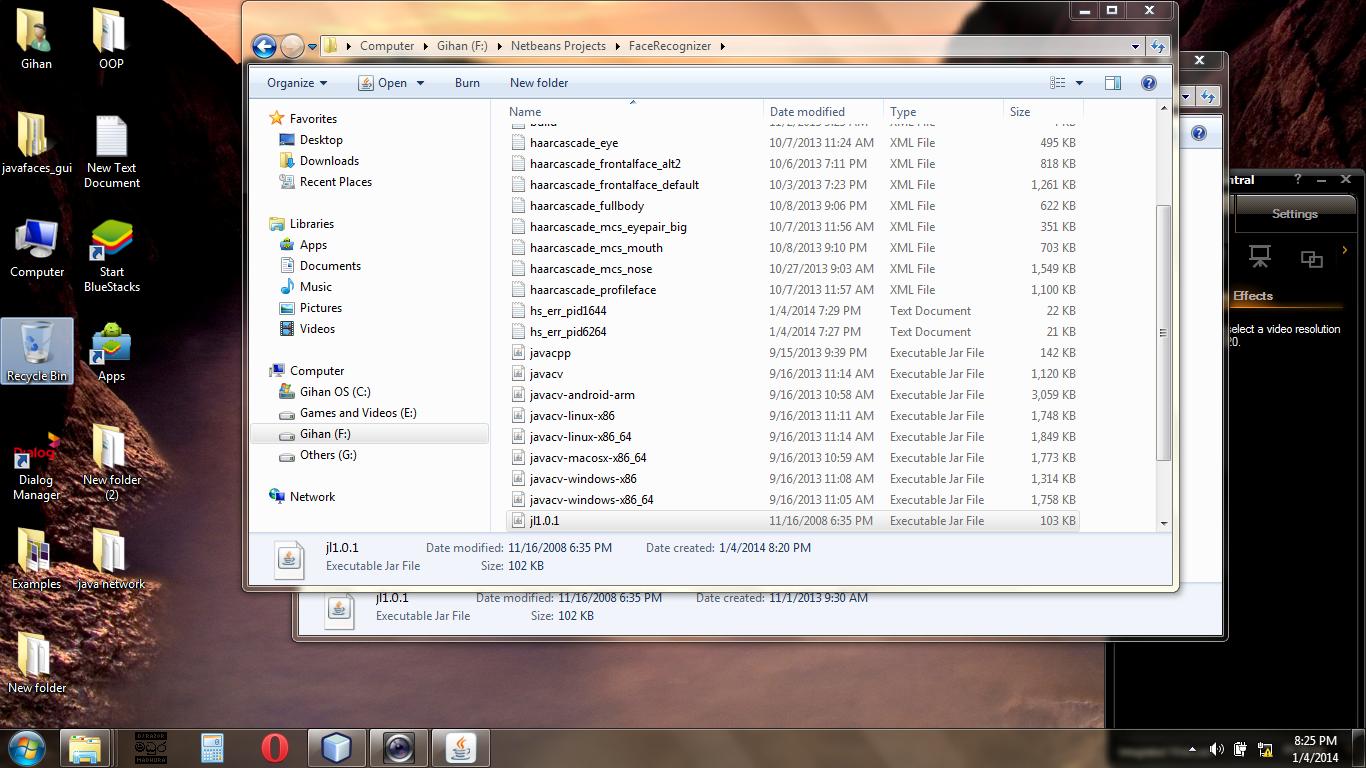 Gihan
OOP
javafaces_gui
New Text
Document
Computer
Start
BlueStacks
Recycle Bin
Apps
Dialog
Dialog
Manager
New folder
(2)
Examples
java network
New folder
Computer Gihan (F:) Netbeans Projects FaceRecognizer
Organize Open Burn New folder
Favorites
Desktop
Downloads
Recent Places
Libraries
Apps
Documents
Music
Pictures
Videos
Computer
Gihan OS (C:)
Games and Videos (E:)
Gihan (F:)
Others (G:)
Network
Name Date modified Type Size
build 11/2/2013 XML File KB
haarcascade_eye 10/7/2013 11:24 AM XML File 495 KB
haarcascade_frontalface_alt2 10/6/2013 7:11 PM XML File 818 KB
haarcascade_frontalface_default 10/3/2013 7:23 PM XML File 1,261 KB
haarcascade_fullbody 10/8/2013 9:06 PM XML File 622 KB
haarcascade_mcs_eyepair_big 10/7/2013 11:56 AM XML File 351 KB
haarcascade_mcs_mouth 10/8/2013 9:10 PM XML File 703 KB
haarcascade_mcs_nose 10/27/2013 9:03 AM XML File 1,549 KB
haarcascade_profileface 10/7/2013 11:57 AM XML File 1,100 KB
hs_err_pid1644 1/4/2014 7:29 PM Text Document 22 KB
hs_err_pid6264 1/4/2014 7:27 PM Text Document 21 KB
javacpp 9/15/2013 9:39 PM Executable Jar File 142 KB
javacv 9/16/2013 11:14 AM Executable Jar File 1,120 KB
javacv-android-arm 9/16/2013 10:58 AM Executable Jar File 3,059 KB
javacv-linux-x86 9/16/2013 11:11 AM Executable Jar File 1,748 KB
javacv-linux-x86_64 9/16/2013 11:14 AM Executable Jar File 1,849 KB
javacv-macosx-x86_64 9/16/2013 10:59 AM Executable Jar File 1,773 KB
javacv-windows-x86 9/16/2013 11:08 AM Executable Jar File 1,314 KB
javacv-windows-x86_64 9/16/2013 11:05 AM Executable Jar File 1,758 KB
jl1.0.1 11/16/2008 6:35 PM Executable Jar File 103 KB
jl1.0.1 Date modified: 11/16/2008 6:35 PM Date created: 1/4/2014 8:20 PM
Executable Jar File Size: 102 KB
jl1.0.1 Date modified: 11/16/2008 6:35 PM Date created: 11/1/2013 9:30 AM
Executable Jar File Size: 102 KB
ntral
Settings
Effects
select a video resolution
20.
මධුර
MADHURA
8:25 PM
1/4/2014